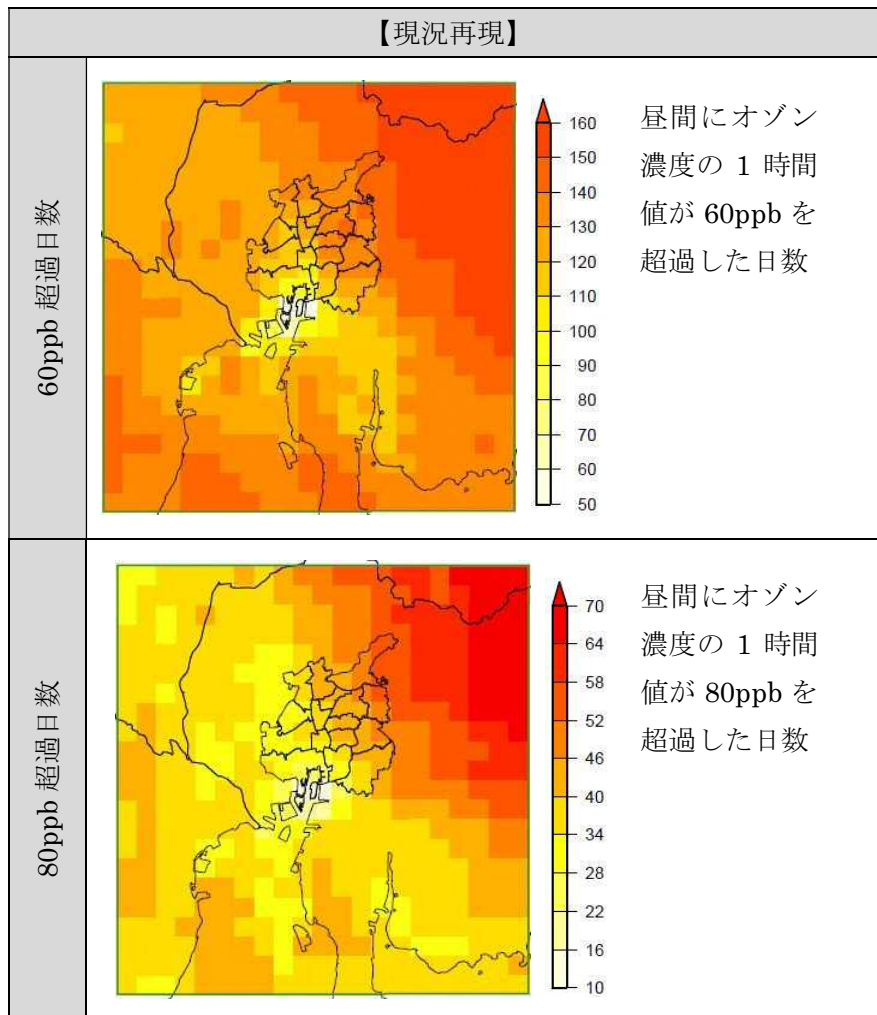 【現況再現】
60ppb 超過日数
160
150
140
130
120
110
100
90
80
70
60
50
昼間にオゾン
濃度の 1 時間
値が 60ppb を
超過した日数
80ppb 超過日数
70
64
58
52
46
40
34
28
22
16
10
昼間にオゾン
濃度の 1 時間
値が 80ppb を
超過した日数